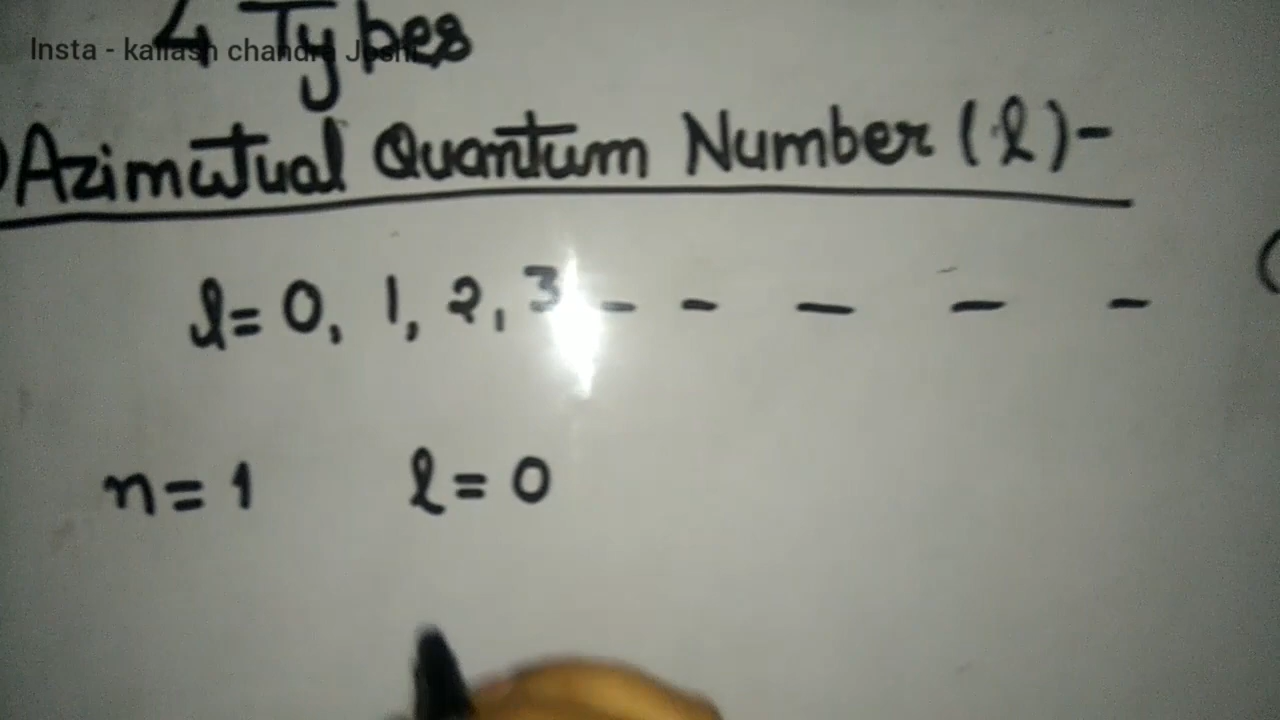 4 Types
Insta - kailash chandra Joshi
Azimutual Quantum Number (l)-
l= 0, 1, 2, 3 - - - - -
n= 1 l= 0